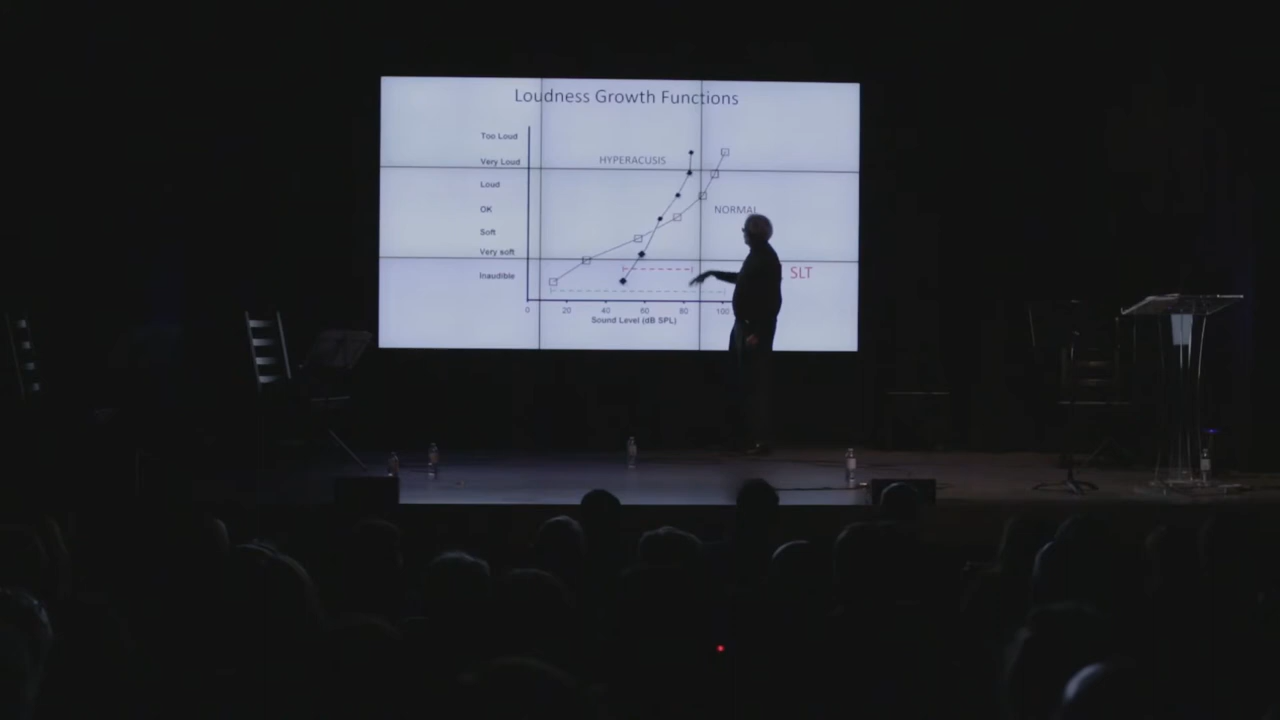 Loudness Growth Functions
Too Loud
Very Loud
HYPERACUSIS
Loud
OK
NORMAL
Soft
Very soft
Inaudible
SLT
0 20 40 60 80 100
Sound Level (dB SPL)